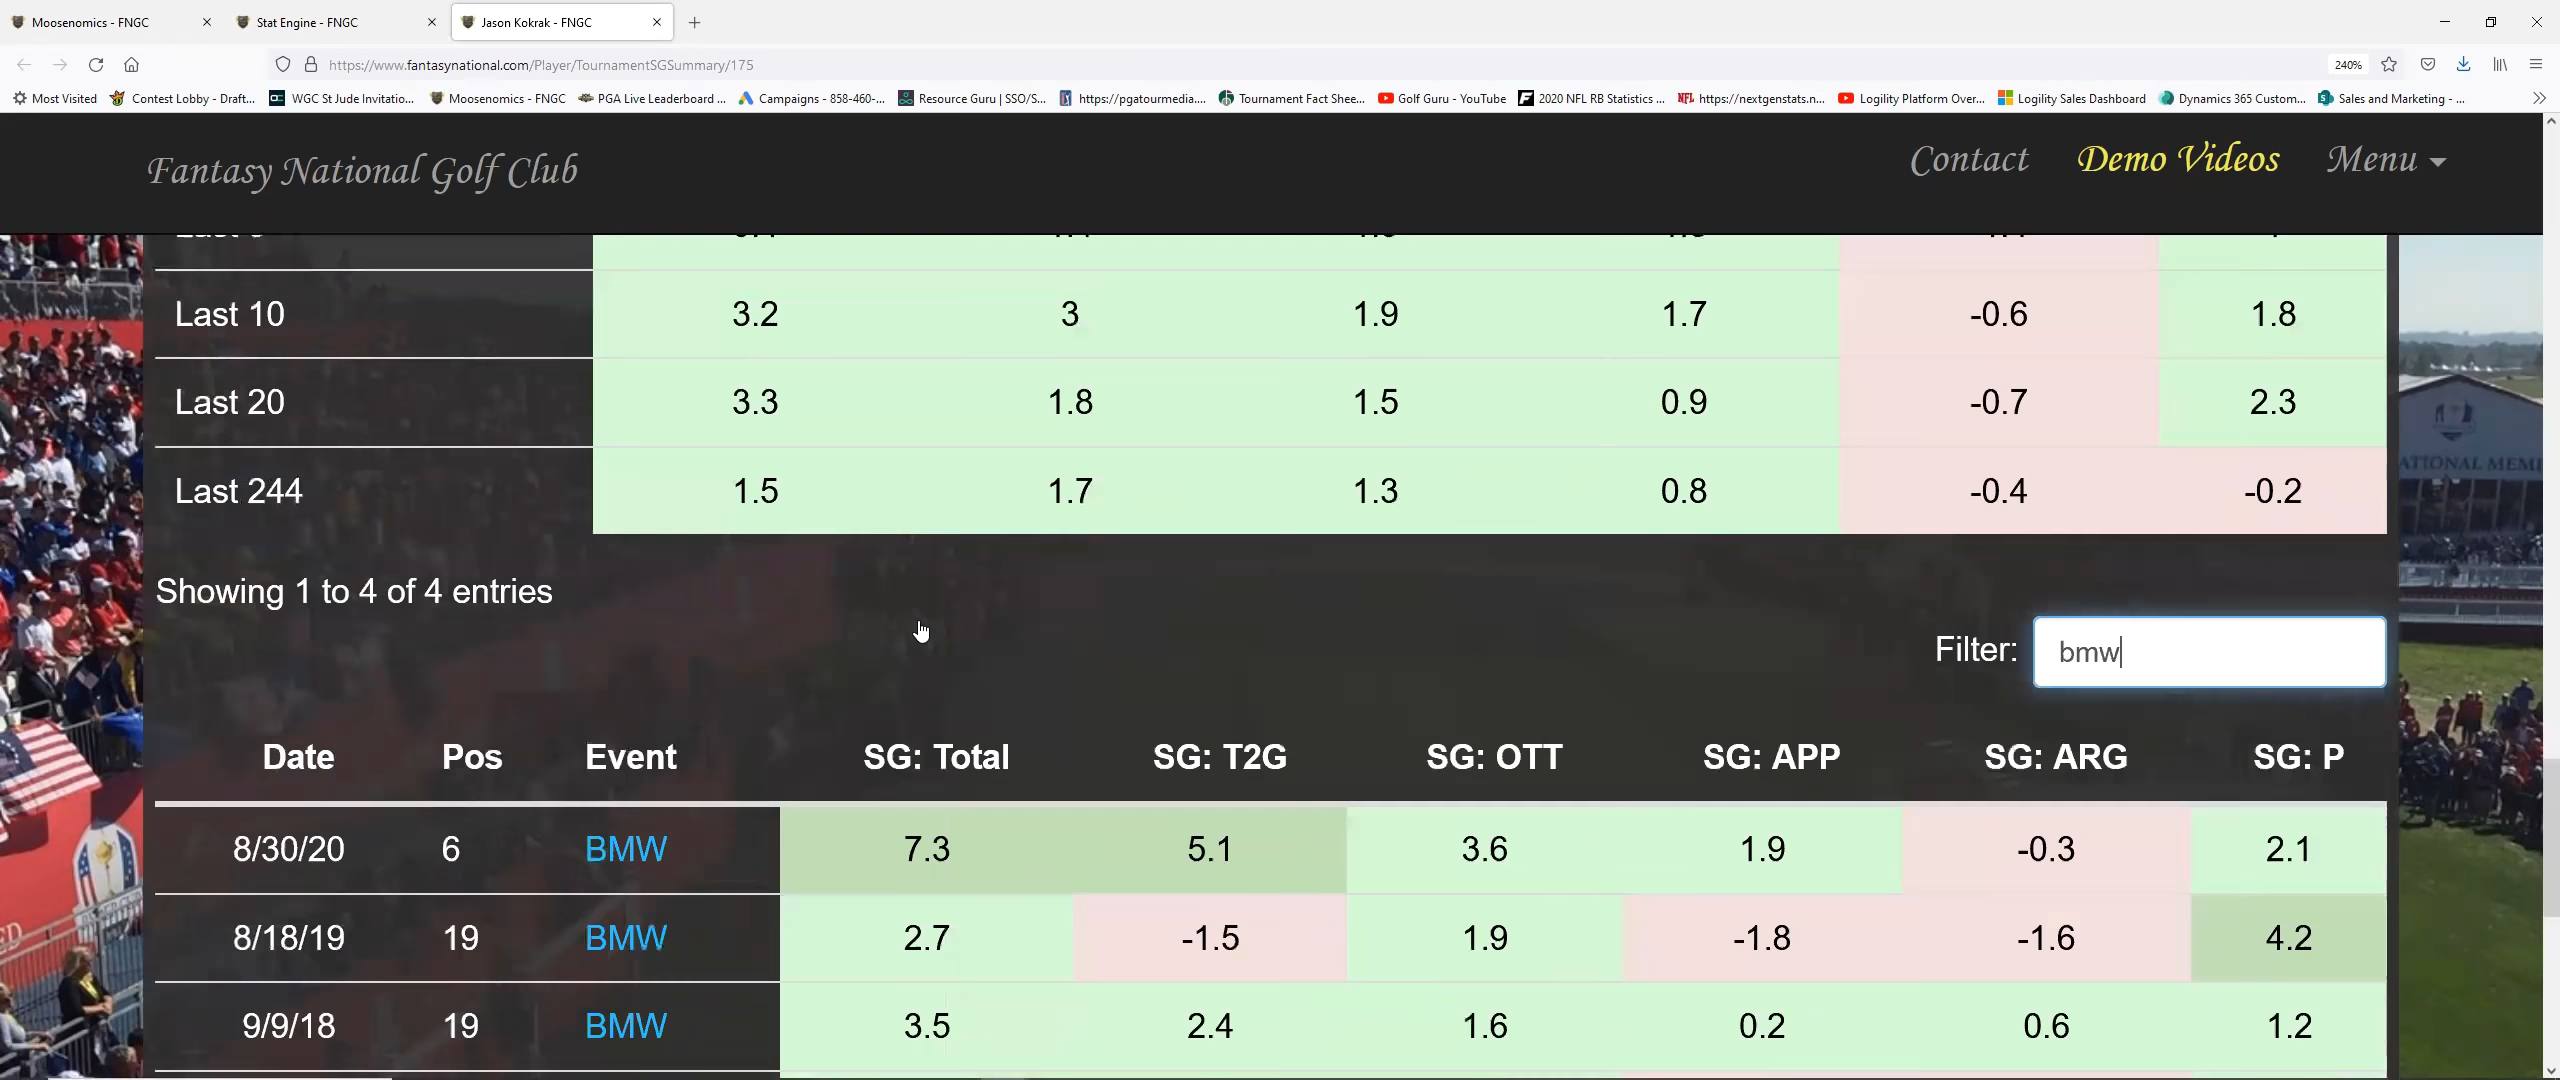 Moosenomics - FNGC
Stat Engine - FNGC
Jason Kokrak - FNGC
https://www.fantasynational.com/Player/TournamentSGSummary/175
240%
Most Visited
Contest Lobby - Draft...
WGC St Jude Invitatio...
Moosenomics - FNGC
PGA Live Leaderboard ...
Campaigns - 858-460-...
Resource Guru | SSO/S...
https://pgatourmedia....
Tournament Fact Shee...
Golf Guru - YouTube
2020 NFL RB Statistics ...
https://nextgenstats.n...
Logility Platform Over...
Logility Sales Dashboard
Dynamics 365 Custom...
Sales and Marketing - ...
Fantasy National Golf Club
Contact
Demo Videos
Menu
Last 10 3.2 3 1.9 1.7 -0.6 1.8
Last 20 3.3 1.8 1.5 0.9 -0.7 2.3
Last 244 1.5 1.7 1.3 0.8 -0.4 -0.2
Showing 1 to 4 of 4 entries
Filter: bmw
Date Pos Event SG: Total SG: T2G SG: OTT SG: APP SG: ARG SG: P
8/30/20 6 BMW 7.3 5.1 3.6 1.9 -0.3 2.1
8/18/19 19 BMW 2.7 -1.5 1.9 -1.8 -1.6 4.2
9/9/18 19 BMW 3.5 2.4 1.6 0.2 0.6 1.2